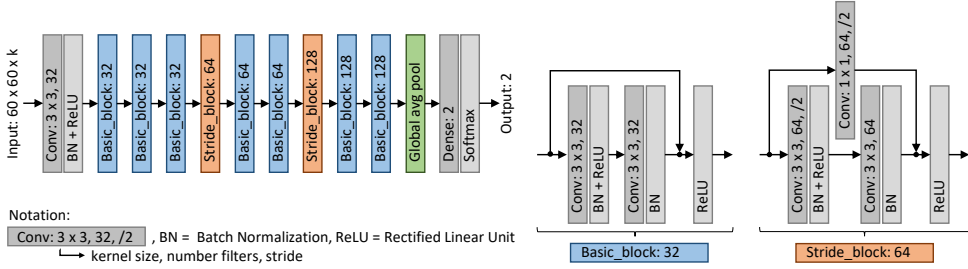 Input: 60 x 60 x k
Conv: 3 x 3, 32
BN + ReLU
Basic_block: 32
Basic_block: 32
Basic_block: 32
Stride_block: 64
Basic_block: 64
Basic_block: 64
Stride_block: 128
Basic_block: 128
Basic_block: 128
Global avg pool
Dense: 2
Softmax
Output: 2
Conv: 3 x 3, 32
BN + ReLU
Conv: 3 x 3, 32
BN
ReLU
Basic_block: 32
Conv: 1 x 1, 64, /2
Conv: 3 x 3, 64, /2
BN + ReLU
Conv: 3 x 3, 64
BN
ReLU
Stride_block: 64
Notation:
Conv: 3 x 3, 32, /2 , BN = Batch Normalization, ReLU = Rectified Linear Unit
kernel size, number filters, stride